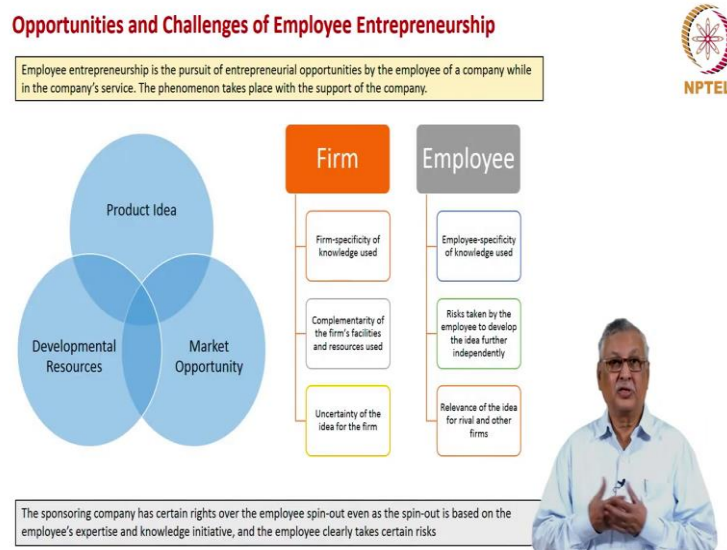 Opportunities and Challenges of Employee Entrepreneurship
NPTEL
Employee entrepreneurship is the pursuit of entrepreneurial opportunities by the employee of a company while
in the company's service. The phenomenon takes place with the support of the company.
Product Idea
Developmental
Resources
Market
Opportunity
Firm
Firm-specificity of
knowledge used
Complementarity of
the firm's facilities
and resources used
Uncertainty of the
idea for the firm
Employee
Employee-specificity
of knowledge used
Risks taken by the
employee to develop
the idea further
independently
Relevance of the idea
for rival and other
firms
The sponsoring company has certain rights over the employee spin-out even as the spin-out is based on the
employee's expertise and knowledge initiative, and the employee clearly takes certain risks